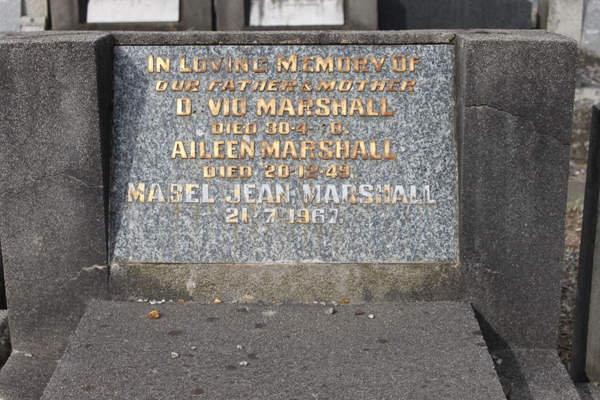 IN LOVING MEMORY OF
OUR FATHER & MOTHER
D. VIO MARSHALL
DIED
AILEEN MARSHALL
DIED 20·12·49.
MABEL JEAN MARSHALL
21·7·1967.